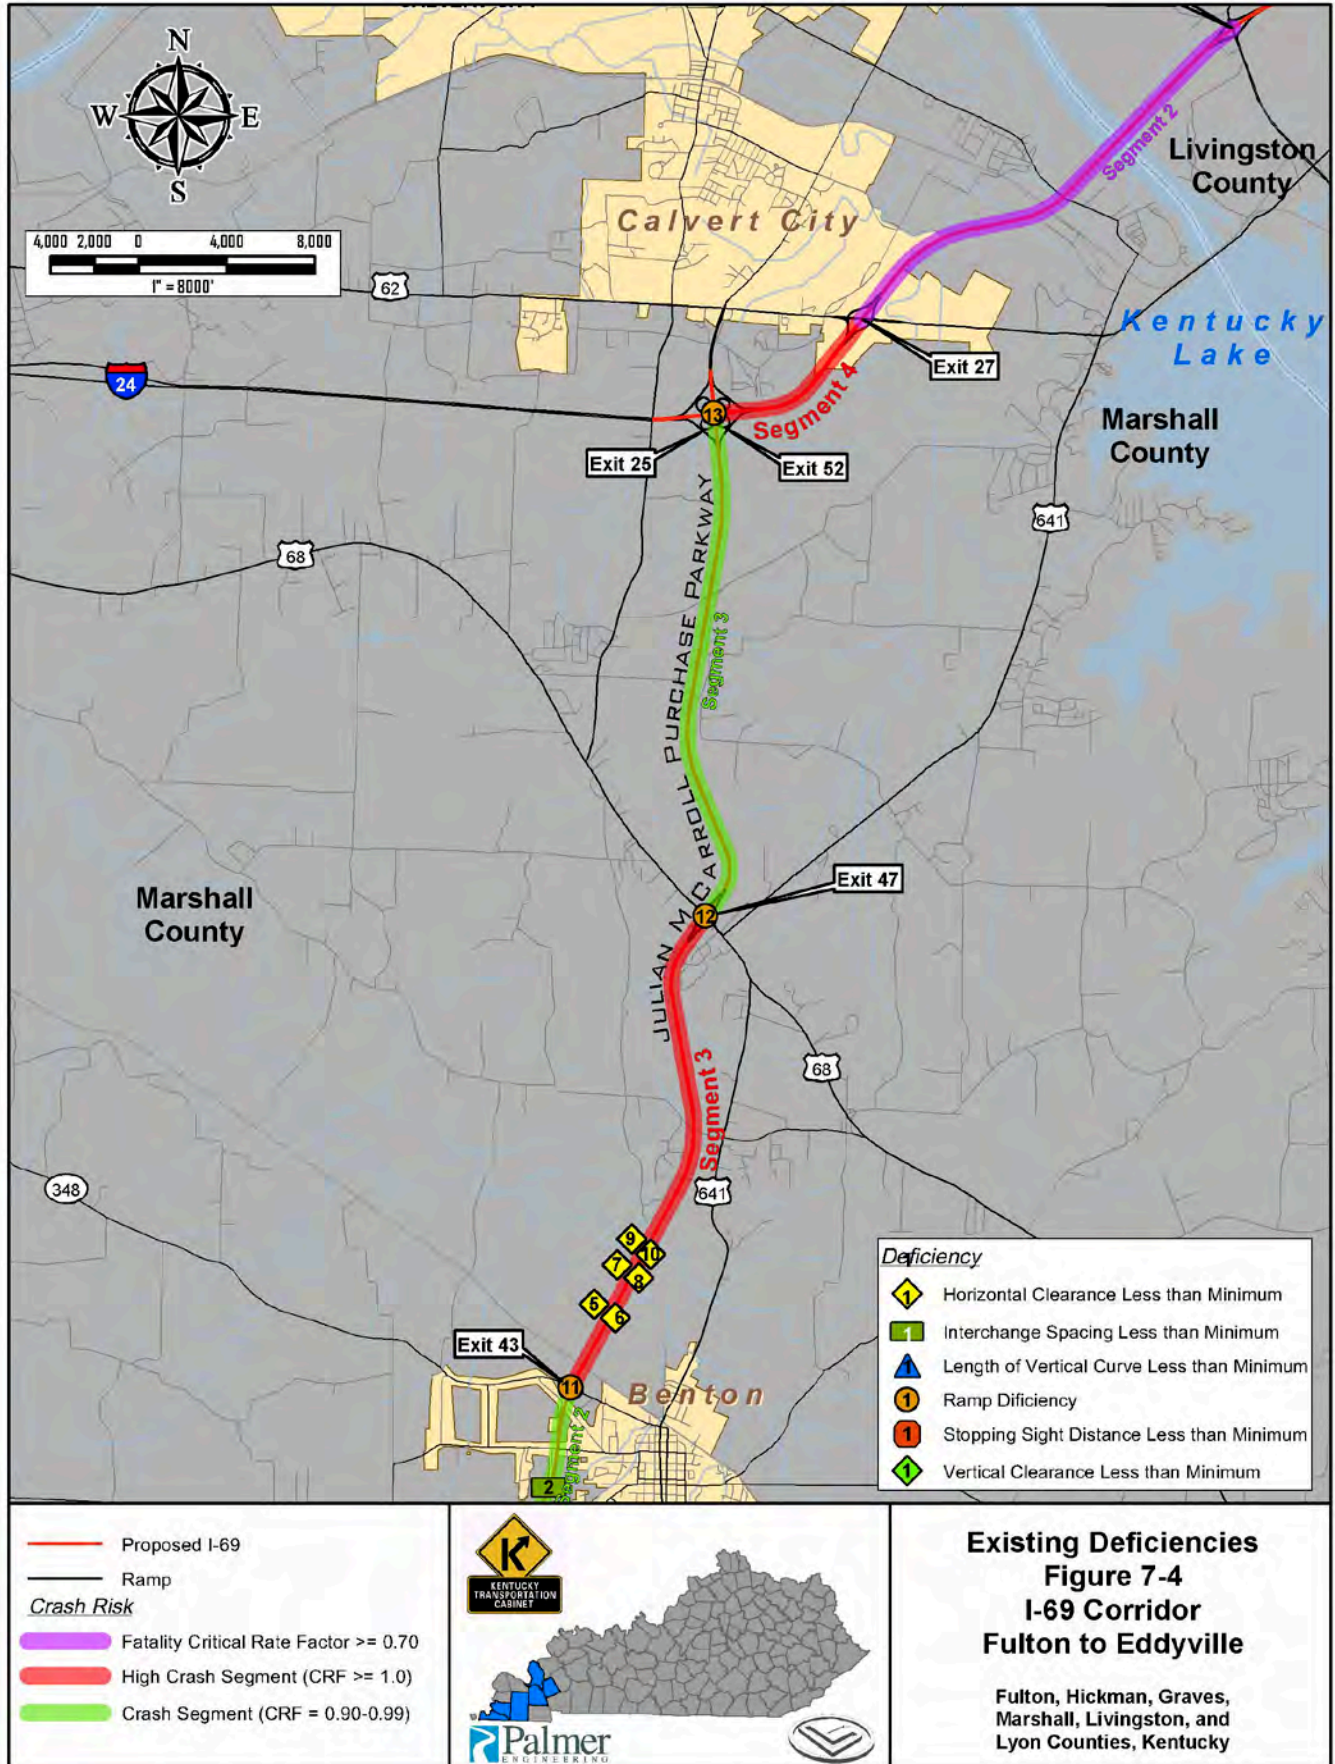 N
W
E
S
4,000 2,000 0 4,000 8,000
1" = 8000'
62
24
Calvert City
Segment 2
Livingston
County
Kentucky
Lake
Exit 27
Segment 4
13
Exit 25
Exit 52
Marshall
County
641
68
JULIAN M CARROLL PURCHASE PARKWAY
Segment 3
Exit 47
12
Marshall
County
Segment 3
68
348
641
9
10
7
8
5
6
Exit 43
11
Benton
Segment 2
2
Deficiency
1 Horizontal Clearance Less than Minimum
1 Interchange Spacing Less than Minimum
1 Length of Vertical Curve Less than Minimum
1 Ramp Dificiency
1 Stopping Sight Distance Less than Minimum
1 Vertical Clearance Less than Minimum
Proposed I-69
Ramp
Crash Risk
Fatality Critical Rate Factor >= 0.70
High Crash Segment (CRF >= 1.0)
Crash Segment (CRF = 0.90-0.99)
K
KENTUCKY
TRANSPORTATION
CABINET
Palmer
ENGINEERING
Existing Deficiencies
Figure 7-4
I-69 Corridor
Fulton to Eddyville
Fulton, Hickman, Graves,
Marshall, Livingston, and
Lyon Counties, Kentucky